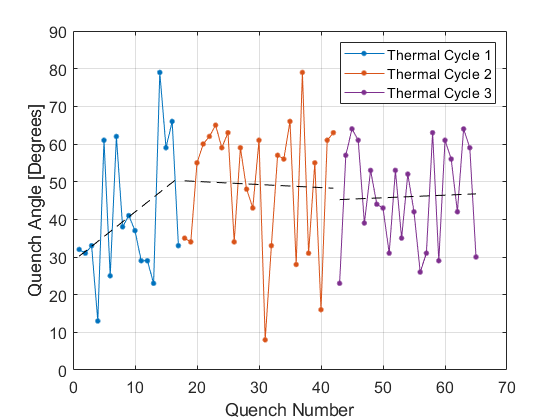 90
80
70
60
50
40
30
20
10
0
Quench Angle [Degrees]
Thermal Cycle 1
Thermal Cycle 2
Thermal Cycle 3
0 10 20 30 40 50 60 70
Quench Number